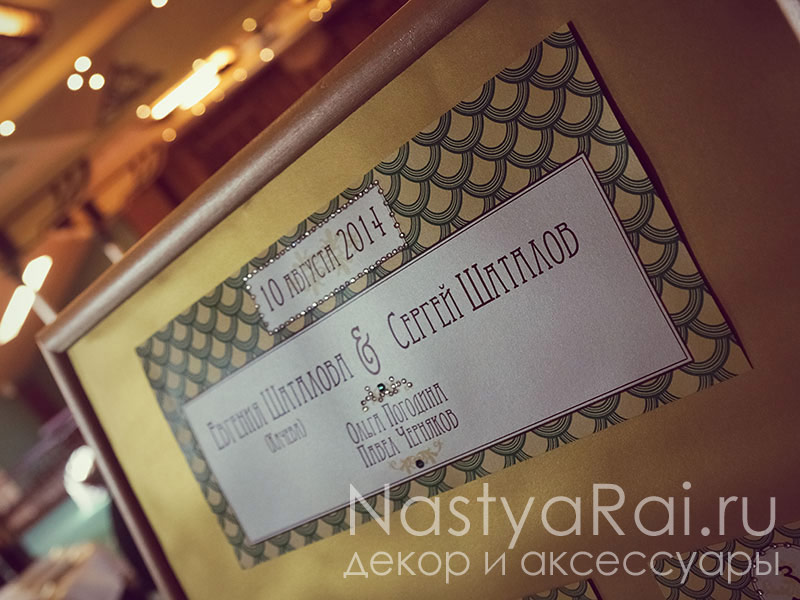 10 августа 2014
Евгения Шаталова & Сергей Шаталов
(Качева)
Ольга Погодина
Павел Черняков
NastyaRai.ru
декор и аксессуары